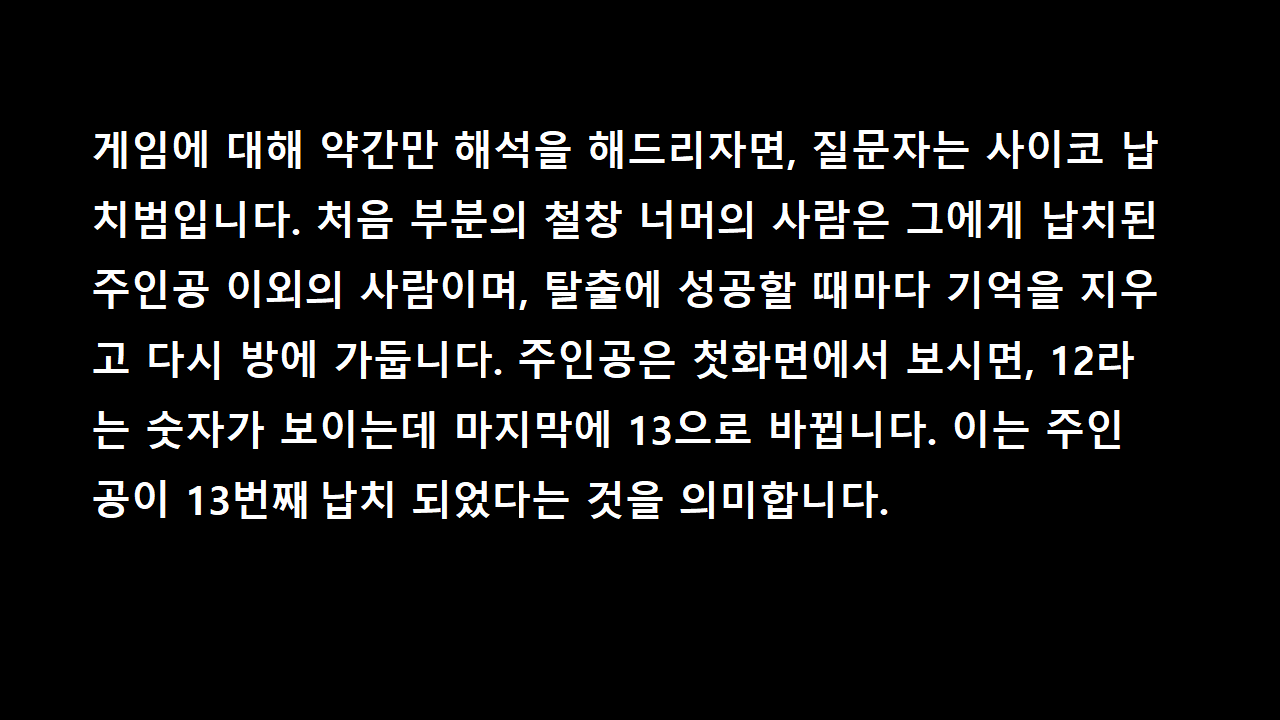 게임에 대해 약간만 해석을 해드리자면, 질문자는 사이코 납
치범입니다. 처음 부분의 철창 너머의 사람은 그에게 납치된
주인공 이외의 사람이며, 탈출에 성공할 때마다 기억을 지우
고 다시 방에 가둡니다. 주인공은 첫화면에서 보시면, 12라
는 숫자가 보이는데 마지막에 13으로 바뀝니다. 이는 주인
공이 13번째 납치 되었다는 것을 의미합니다.